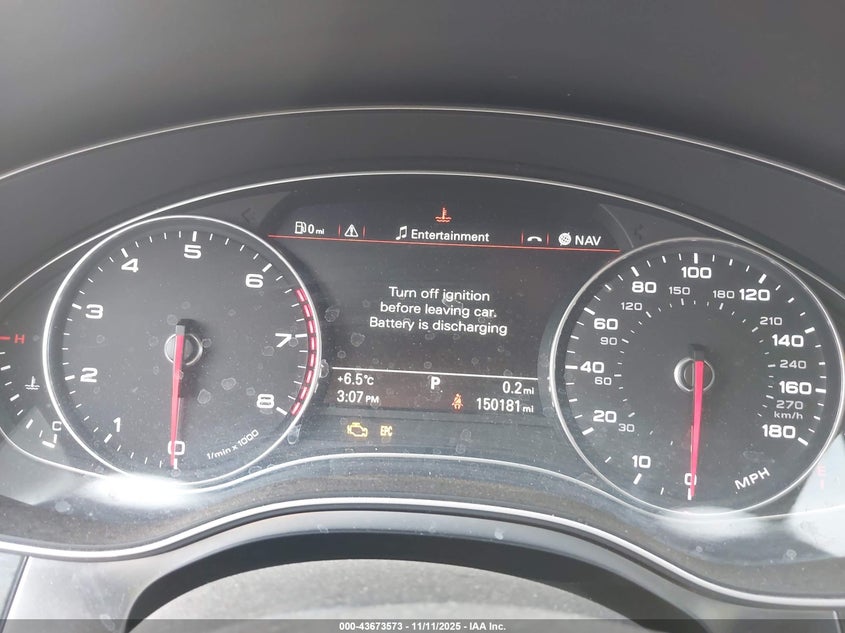 0 mi
Entertainment
NAV
Turn off ignition
before leaving car.
Battery is discharging
+6.5°C
P
0.2 mi
3:07 PM
150181 mi
EPC
H
C
0
1
2
3
4
5
6
7
8
1/min x 1000
0
10
20
40
60
80
100
120
140
160
180
30
60
90
120
150
180
210
240
270
km/h
MPH
E
000-43673573 - 11/11/2025 - IAA Inc.